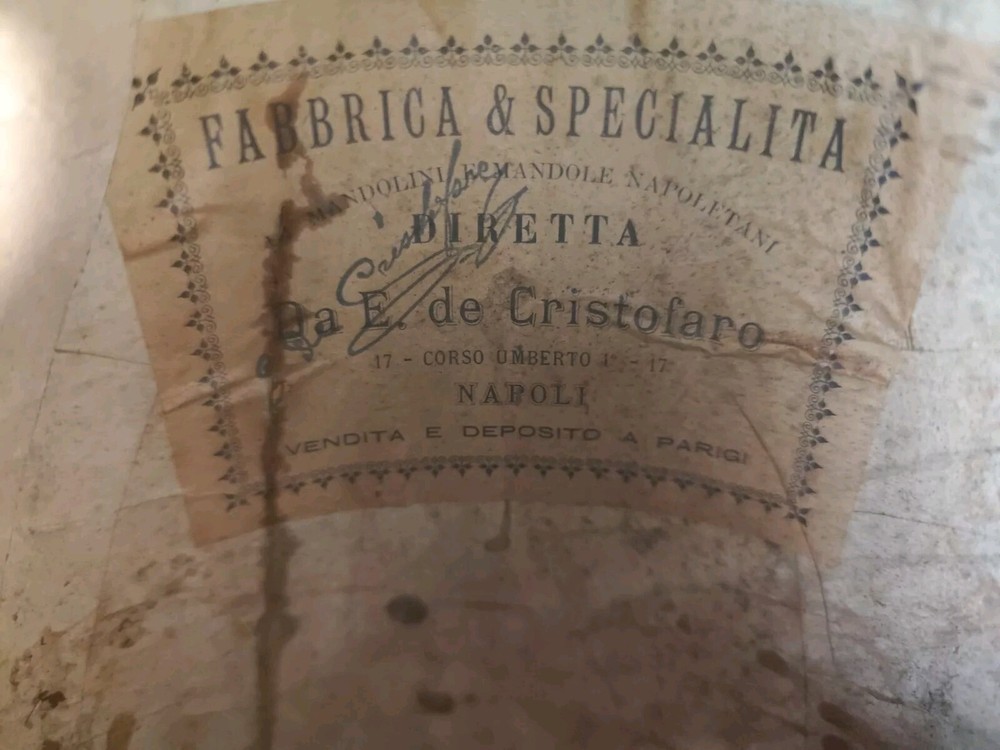 FABBRICA & SPECIALITA
MANDOLINI E MANDOLE NAPOLETANI
DIRETTA
Da E. de Cristofaro
17 - CORSO UMBERTO 1° - 17
NAPOLI
VENDITA E DEPOSITO A PARIGI